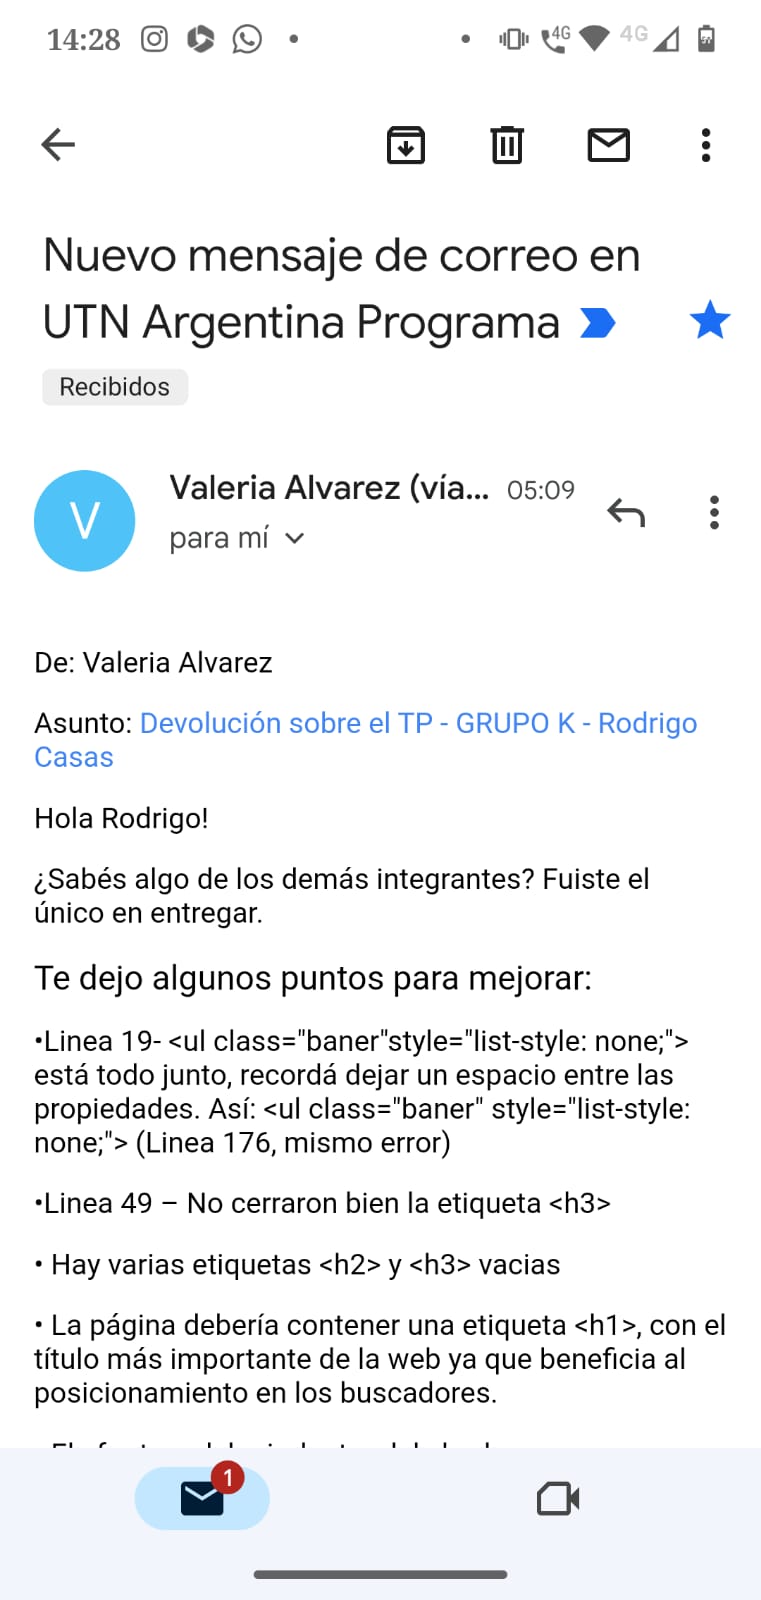 14:28
4G
4G
Nuevo mensaje de correo en
UTN Argentina Programa
Recibidos
V
Valeria Alvarez (vía... 05:09
para mí
De: Valeria Alvarez
Asunto: Devolución sobre el TP - GRUPO K - Rodrigo
Casas
Hola Rodrigo!
¿Sabés algo de los demás integrantes? Fuiste el
único en entregar.
Te dejo algunos puntos para mejorar:
•Linea 19- <ul class="baner"style="list-style: none;">
está todo junto, recordá dejar un espacio entre las
propiedades. Así: <ul class="baner" style="list-style:
none;"> (Linea 176, mismo error)
•Linea 49 – No cerraron bien la etiqueta <h3>
• Hay varias etiquetas <h2> y <h3> vacias
• La página debería contener una etiqueta <h1>, con el
título más importante de la web ya que beneficia al
posicionamiento en los buscadores.
1